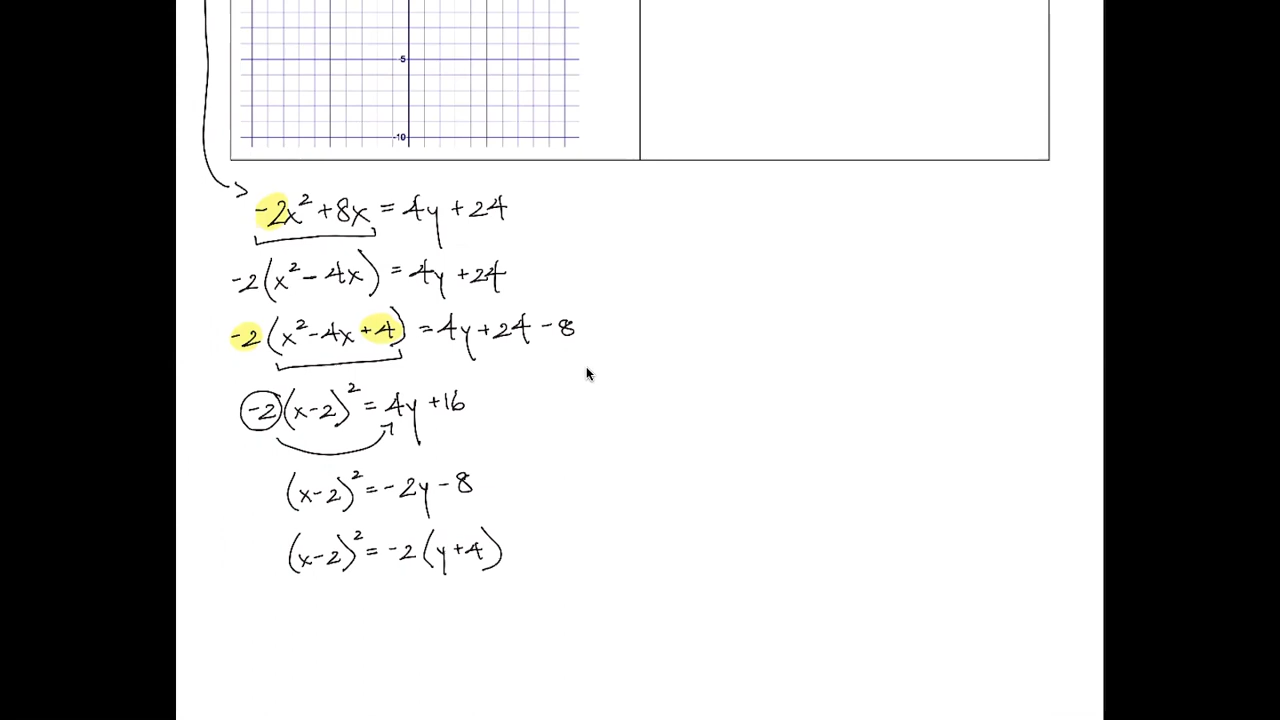 -5
-10
-2x² + 8x = 4y + 24
-2(x² - 4x) = 4y + 24
-2(x² - 4x + 4) = 4y + 24 - 8
-2(x - 2)² = 4y + 16
(x - 2)² = -2y - 8
(x - 2)² = -2(y + 4)